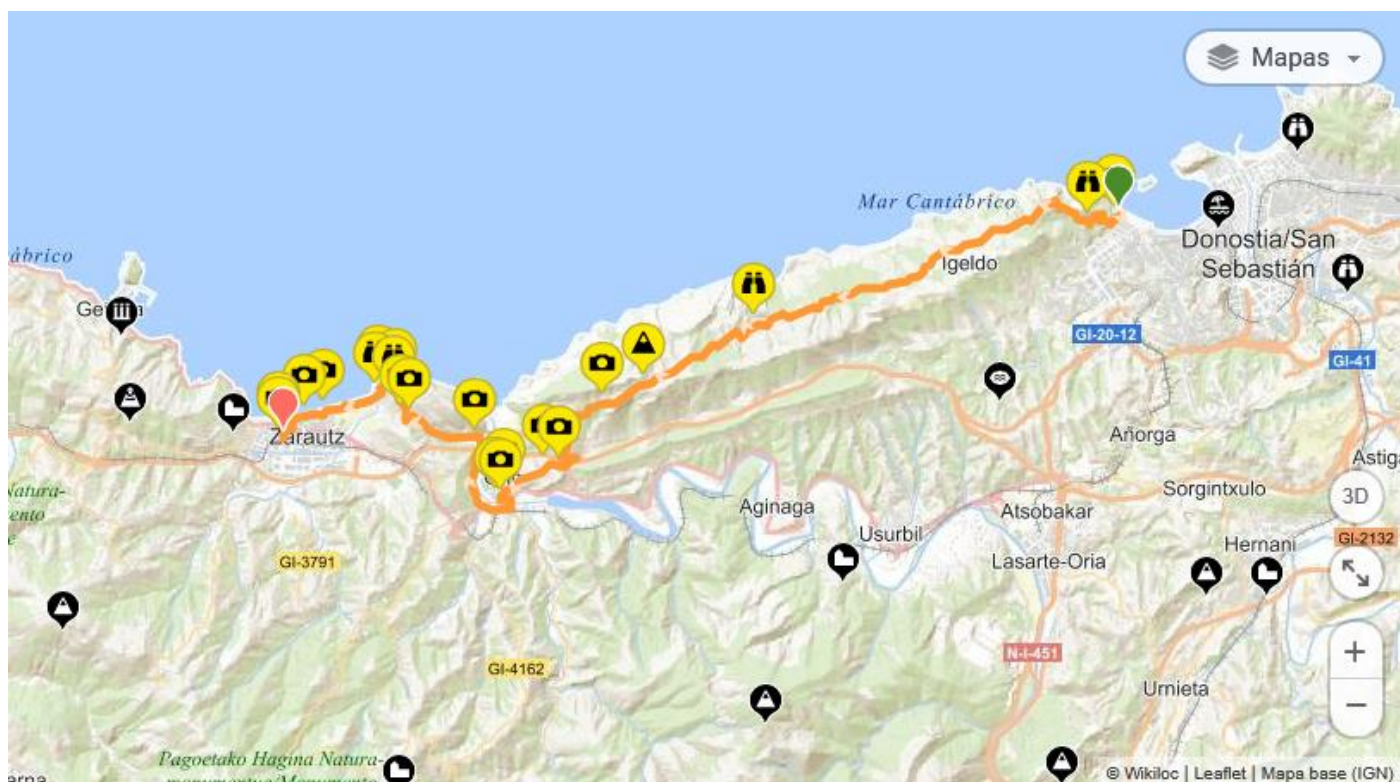 Mapas
Mar Cantábrico
Donostia/San
Sebastián
Igeldo
GI-20-12
GI-41
Zarautz
Añorga
Sorgintxulo
Aginaga
Atsobakar
Usurbil
Lasarte-Oria
Hernani
3D
GI-2132
GI-3791
N-I-451
GI-4162
Urnieta
+
−
Pagoetako Hagina Natura-
© Wikiloc | Leaflet | Mapa base (IGN)